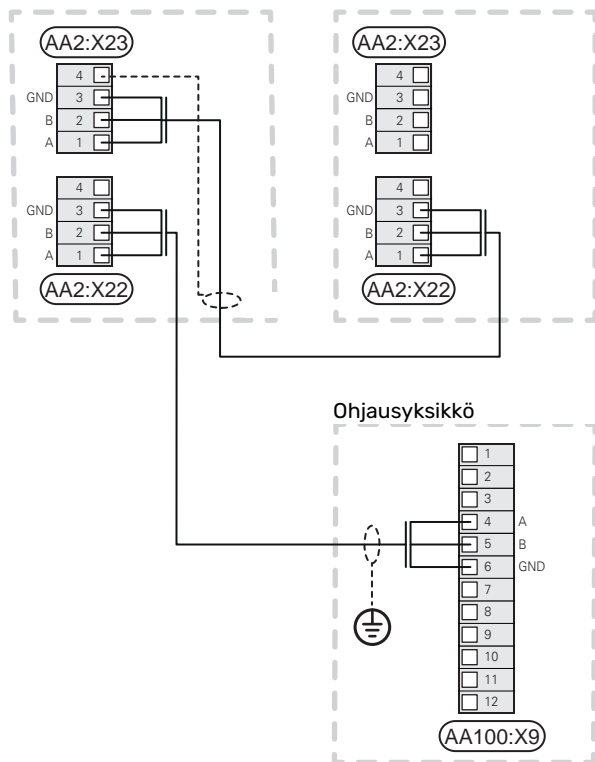 AA2:X23
4
GND 3
B 2
A 1
4
GND 3
B 2
A 1
AA2:X22
AA2:X23
4
GND 3
B 2
A 1
4
GND 3
B 2
A 1
AA2:X22
Ohjausyksikkö
1
2
3
4 A
5 B
6 GND
7
8
9
10
11
12
AA100:X9